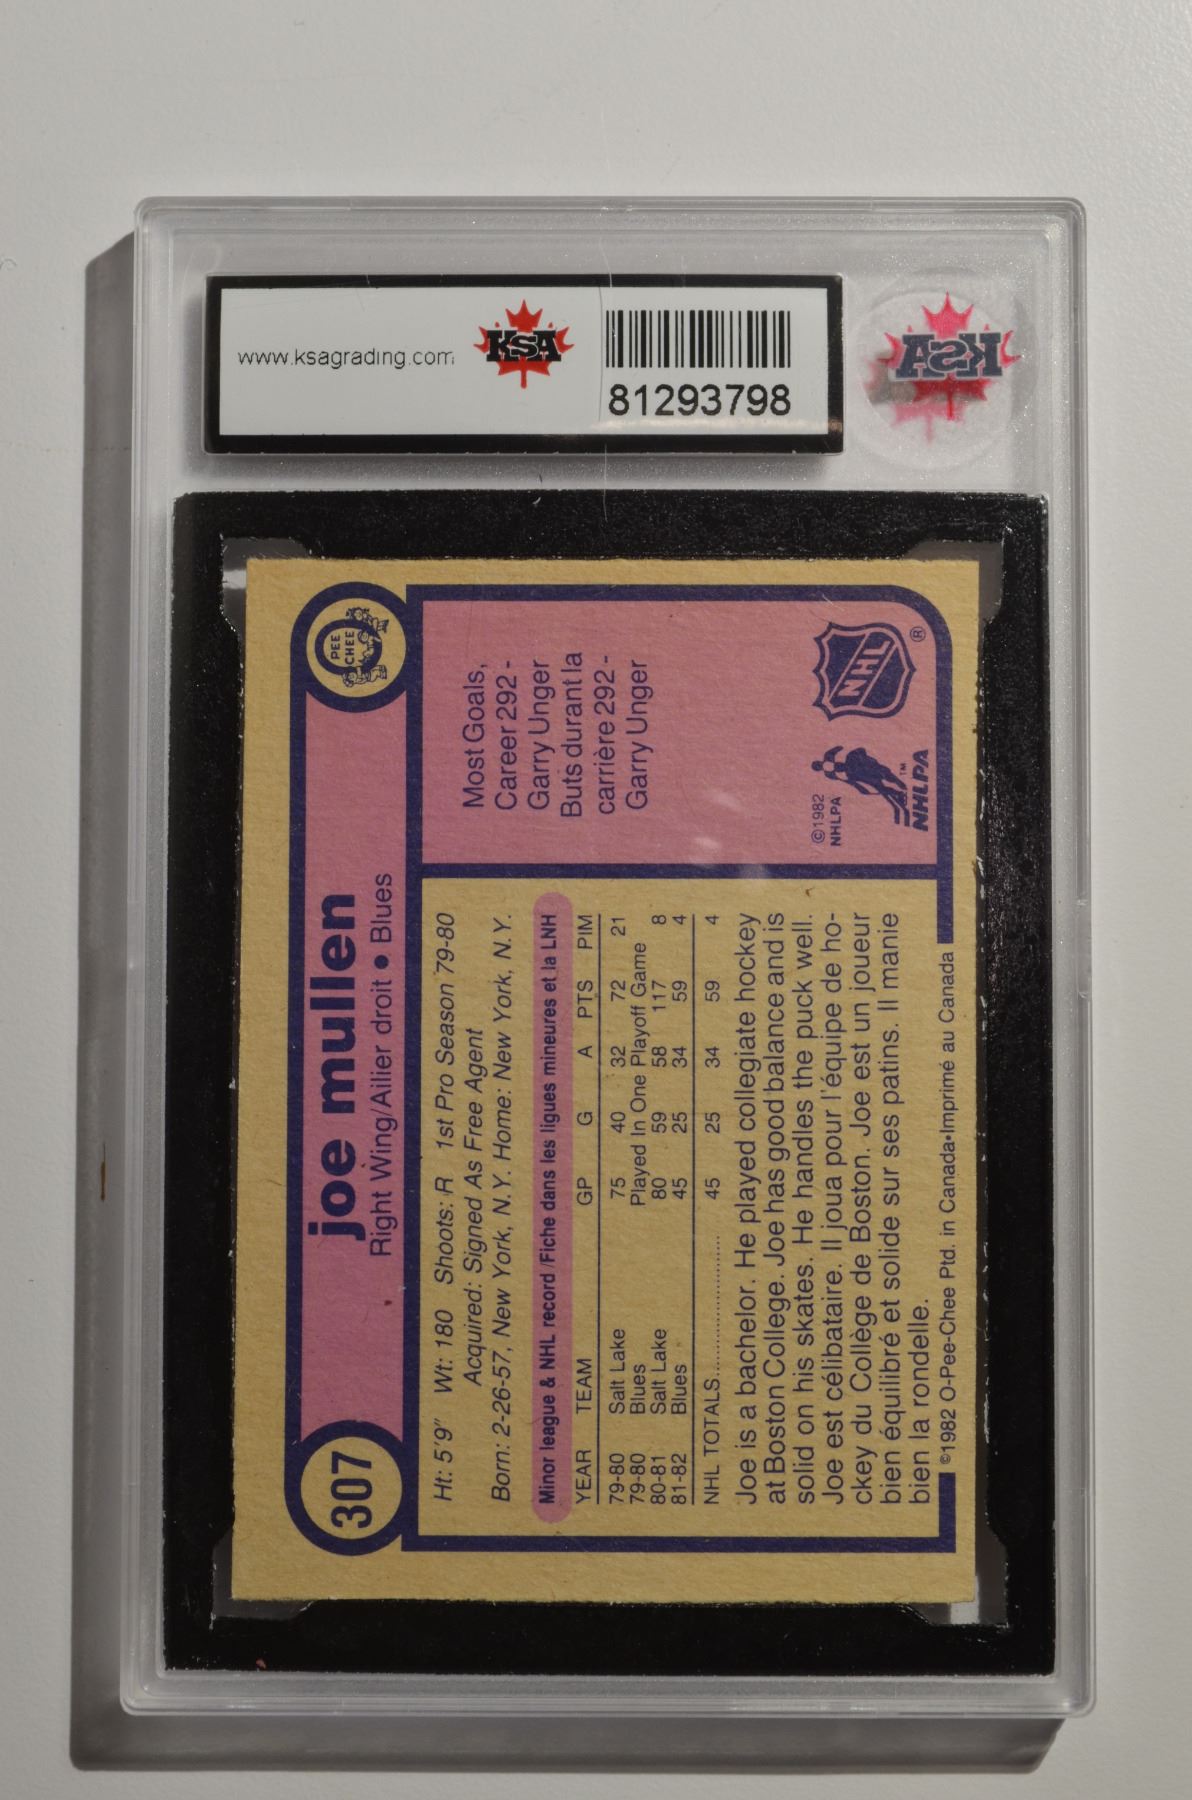 www.ksagrading.com
KSA
81293798
KSA
307
joe mullen
Right Wing/Ailier droit • Blues
O
PEE
CHEE
Ht: 5'9" Wt: 180 Shoots: R 1st Pro Season 79-80
Acquired: Signed As Free Agent
Born: 2-26-57, New York, N.Y. Home: New York, N.Y.
Minor league & NHL record/Fiche dans les ligues mineures et la LNH
YEAR TEAM GP G A PTS PIM
79-80 Salt Lake 75 40 32 72 21
79-80 Blues Played In One Playoff Game
80-81 Salt Lake 80 59 58 117 8
81-82 Blues 45 25 34 59 4
NHL TOTALS.................... 45 25 34 59 4
Joe is a bachelor. He played collegiate hockey
at Boston College. Joe has good balance and is
solid on his skates. He handles the puck well.
Joe est célibataire. Il joua pour l'équipe de ho-
ckey du Collège de Boston. Joe est un joueur
bien équilibré et solide sur ses patins. Il manie
bien la rondelle.
©1982 O-Pee-Chee Ptd. in Canada•Imprimé au Canada
Most Goals,
Career 292 -
Garry Unger
Buts durant la
carrière 292 -
Garry Unger
©1982
NHLPA
NHLPA™
NHL®